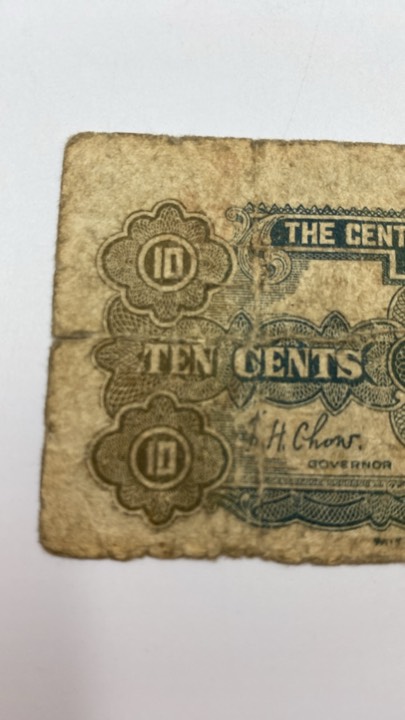 10
THE CENT
TEN CENTS
H. Chow.
10
GOVERNOR